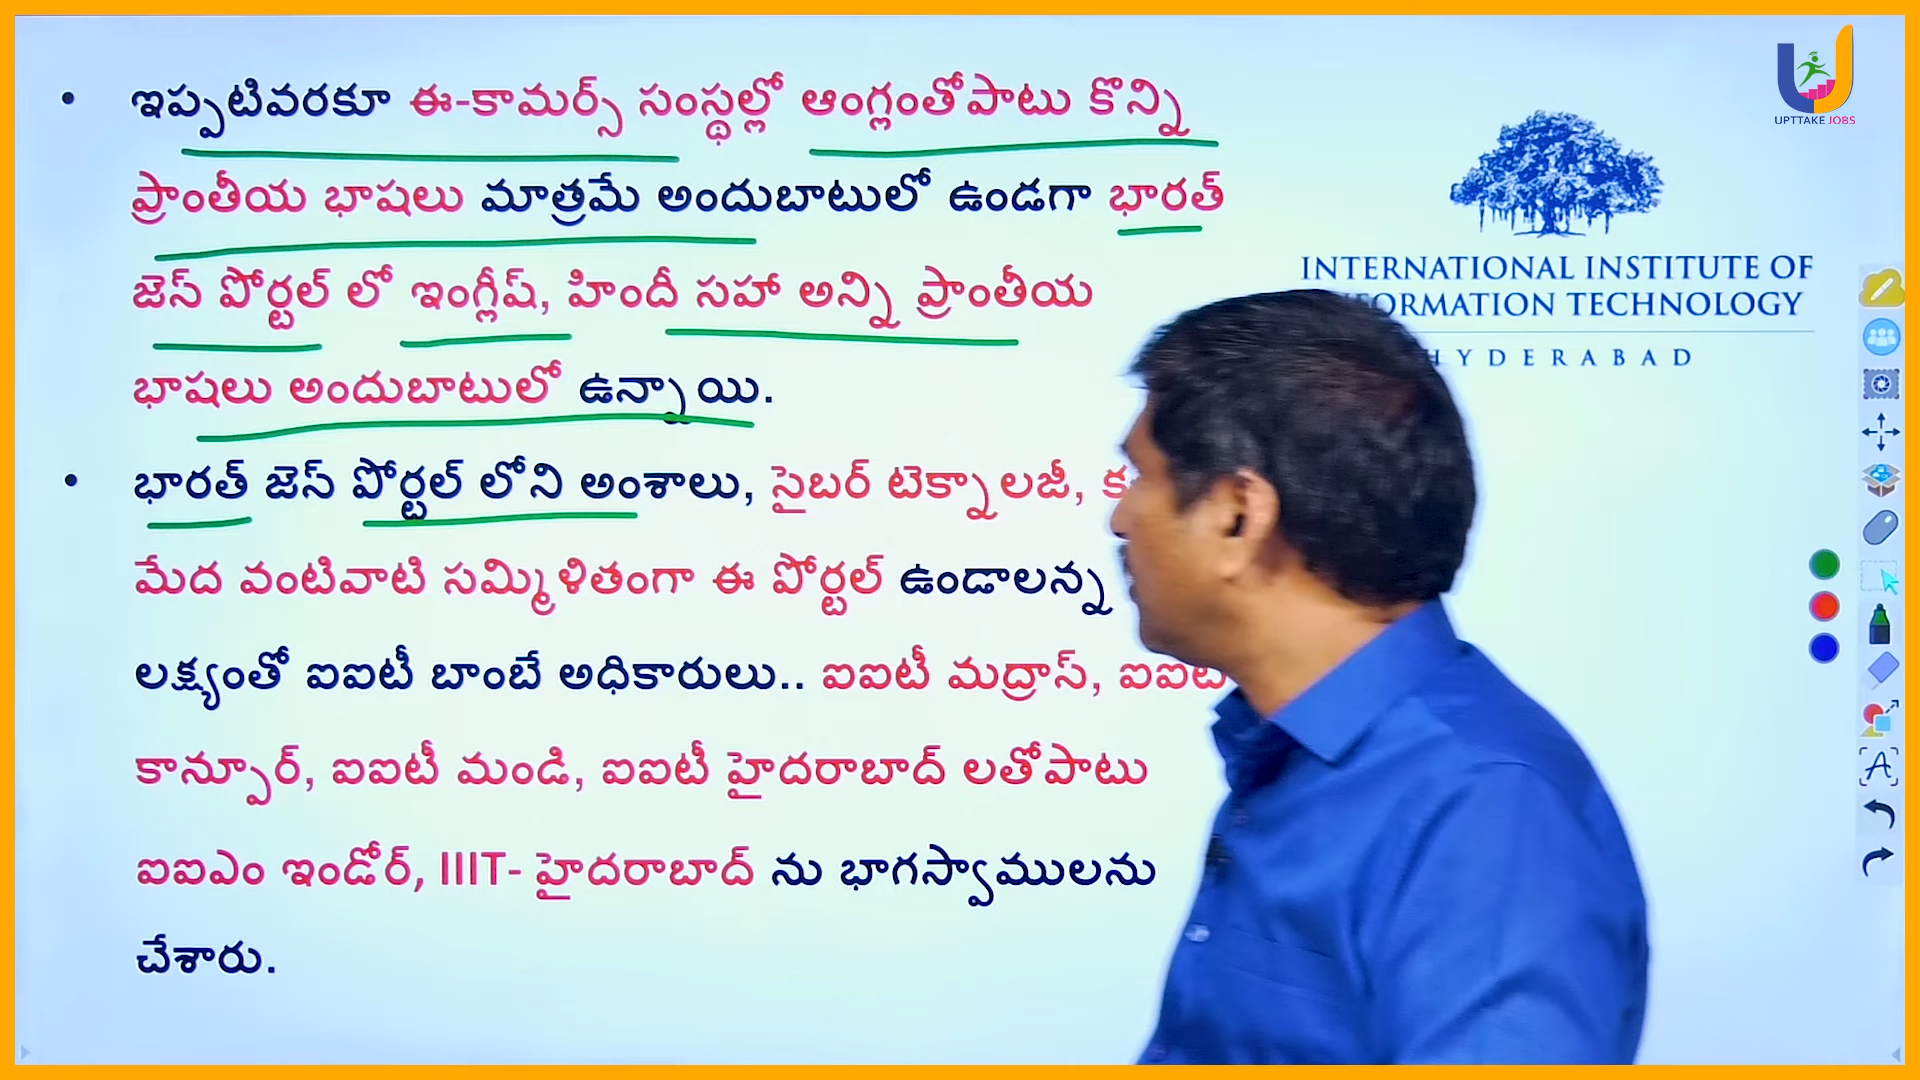 • ఇప్పటివరకూ ఈ-కామర్స్ సంస్థల్లో ఆంగ్లంతోపాటు కొన్ని
ప్రాంతీయ భాషలు మాత్రమే అందుబాటులో ఉండగా భారత్
జెన్ పోర్టల్ లో ఇంగ్లీష్, హిందీ సహా అన్ని ప్రాంతీయ
భాషలు అందుబాటులో ఉన్నాయి.
• భారత్ జెన్ పోర్టల్ లోని అంశాలు, సైబర్ టెక్నాలజీ,
మేద వంటివాటి సమ్మిళితంగా ఈ పోర్టల్ ఉండాలన్న
లక్ష్యంతో ఐఐటీ బాంబే అధికారులు.. ఐఐటీ మద్రాస్, ఐఐటీ
కాన్పూర్, ఐఐటీ మండి, ఐఐటీ హైదరాబాద్ లతోపాటు
ఐఐఎం ఇండోర్, IIIT- హైదరాబాద్ ను భాగస్వాములను
చేశారు.
UPTTAKE JOBS
INTERNATIONAL INSTITUTE OF
INFORMATION TECHNOLOGY
HYDERABAD